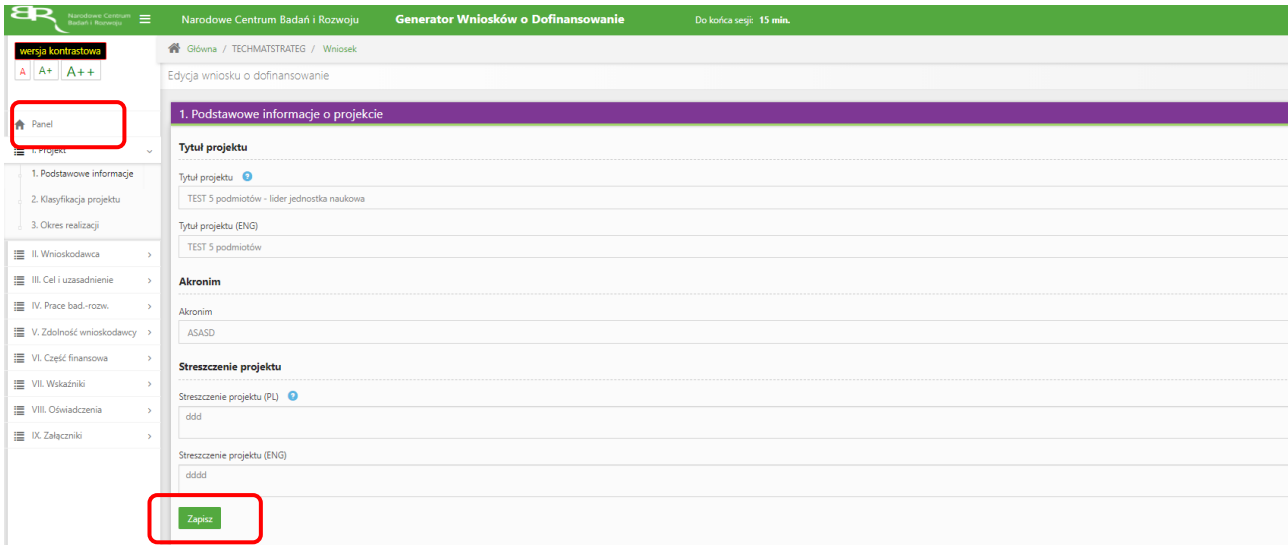 Narodowe Centrum
Badań i Rozwoju
Narodowe Centrum Badań i Rozwoju Generator Wniosków o Dofinansowanie Do końca sesji: 15 min.
wersja kontrastowa
A A+ A++
Główna / TECHMATSTRATEG / Wniosek
Edycja wniosku o dofinansowanie
Panel
I. Projekt
1. Podstawowe informacje
2. Klasyfikacja projektu
3. Okres realizacji
II. Wnioskodawca
III. Cel i uzasadnienie
IV. Prace bad.-rozw.
V. Zdolność wnioskodawcy
VI. Część finansowa
VII. Wskaźniki
VIII. Oświadczenia
IX. Załączniki
1. Podstawowe informacje o projekcie
Tytuł projektu
Tytuł projektu ?
TEST 5 podmiotów - lider jednostka naukowa
Tytuł projektu (ENG)
TEST 5 podmiotów
Akronim
Akronim
ASASD
Streszczenie projektu
Streszczenie projektu (PL) ?
ddd
Streszczenie projektu (ENG)
dddd
Zapisz